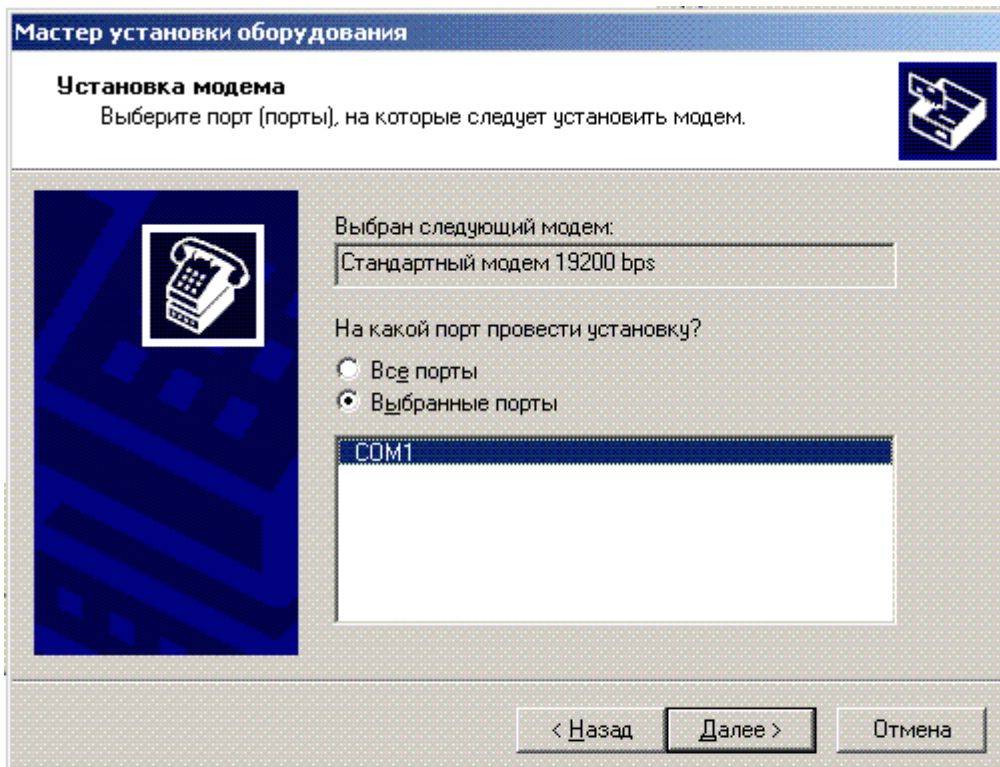 Мастер установки оборудования
Установка модема
Выберите порт (порты), на которые следует установить модем.
Выбран следующий модем:
Стандартный модем 19200 bps
На какой порт провести установку?
Все порты
Выбранные порты
COM1
< Назад
Далее >
Отмена